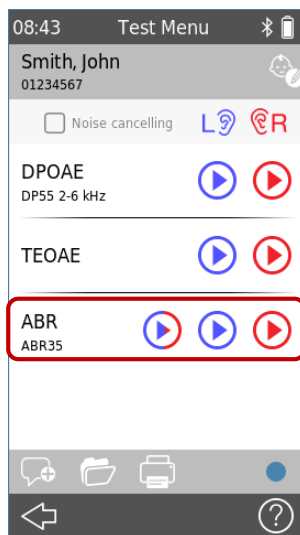 08:43 Test Menu
Smith, John
01234567
Noise cancelling L R
DPOAE
DP55 2-6 kHz
TEOAE
ABR
ABR35
?